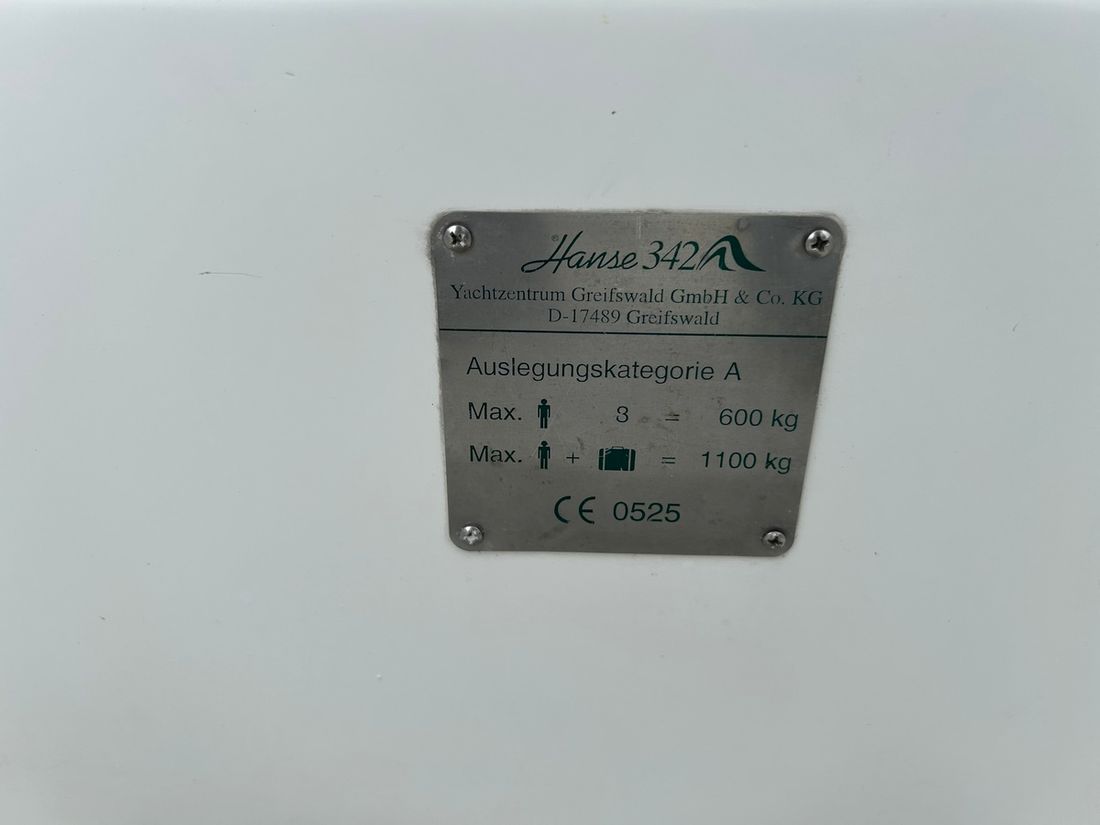 ®Hanse 342
Yachtzentrum Greifswald GmbH & Co. KG
D-17489 Greifswald
Auslegungskategorie A
Max. 8 = 600 kg
Max. + = 1100 kg
CE 0525